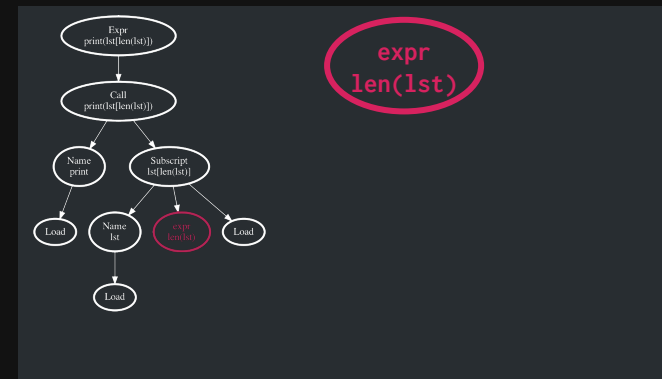 Expr
print(lst[len(lst)])
Call
print(lst[len(lst)])
Name
print
Subscript
lst[len(lst)]
Load
Name
lst
expr
len(lst)
Load
Load
expr
len(lst)